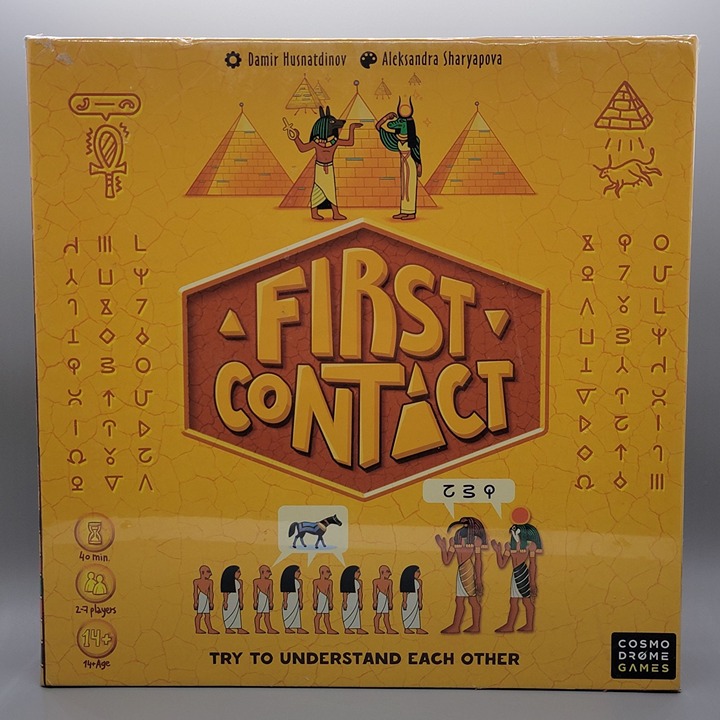 Damir Husnatdinov Aleksandra Sharyapova
FIRST
CONTACT
40 min.
2-7 players
14+
14+Age
TRY TO UNDERSTAND EACH OTHER
COSMO
DRØME
GAMES